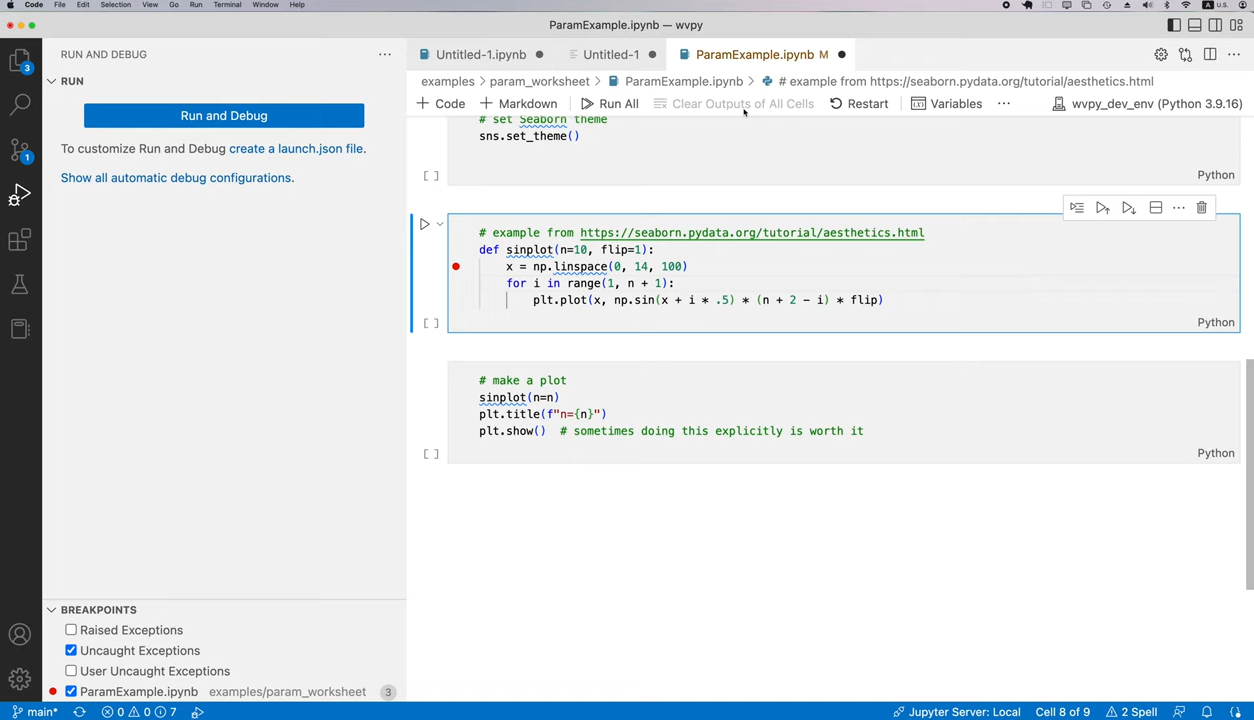 Code File Edit Selection View Go Run Terminal Window Help U.S.
ParamExample.ipynb — wvpy
RUN AND DEBUG
RUN
Run and Debug
To customize Run and Debug create a launch.json file.
Show all automatic debug configurations.
BREAKPOINTS
Raised Exceptions
Uncaught Exceptions
User Uncaught Exceptions
ParamExample.ipynb examples/param_worksheet 3
3
1
Untitled-1.ipynb Untitled-1 ParamExample.ipynb M
examples > param_worksheet > ParamExample.ipynb > # example from https://seaborn.pydata.org/tutorial/aesthetics.html
+ Code + Markdown Run All Clear Outputs of All Cells Restart Variables ... wvpy_dev_env (Python 3.9.16)
# set Seaborn theme
sns.set_theme()
[ ] Python
# example from https://seaborn.pydata.org/tutorial/aesthetics.html
def sinplot(n=10, flip=1):
x = np.linspace(0, 14, 100)
for i in range(1, n + 1):
plt.plot(x, np.sin(x + i * .5) * (n + 2 - i) * flip)
[ ] Python
# make a plot
sinplot(n=n)
plt.title(f"n={n}")
plt.show() # sometimes doing this explicitly is worth it
[ ] Python
main* 0 0 7 Jupyter Server: Local Cell 8 of 9 2 Spell